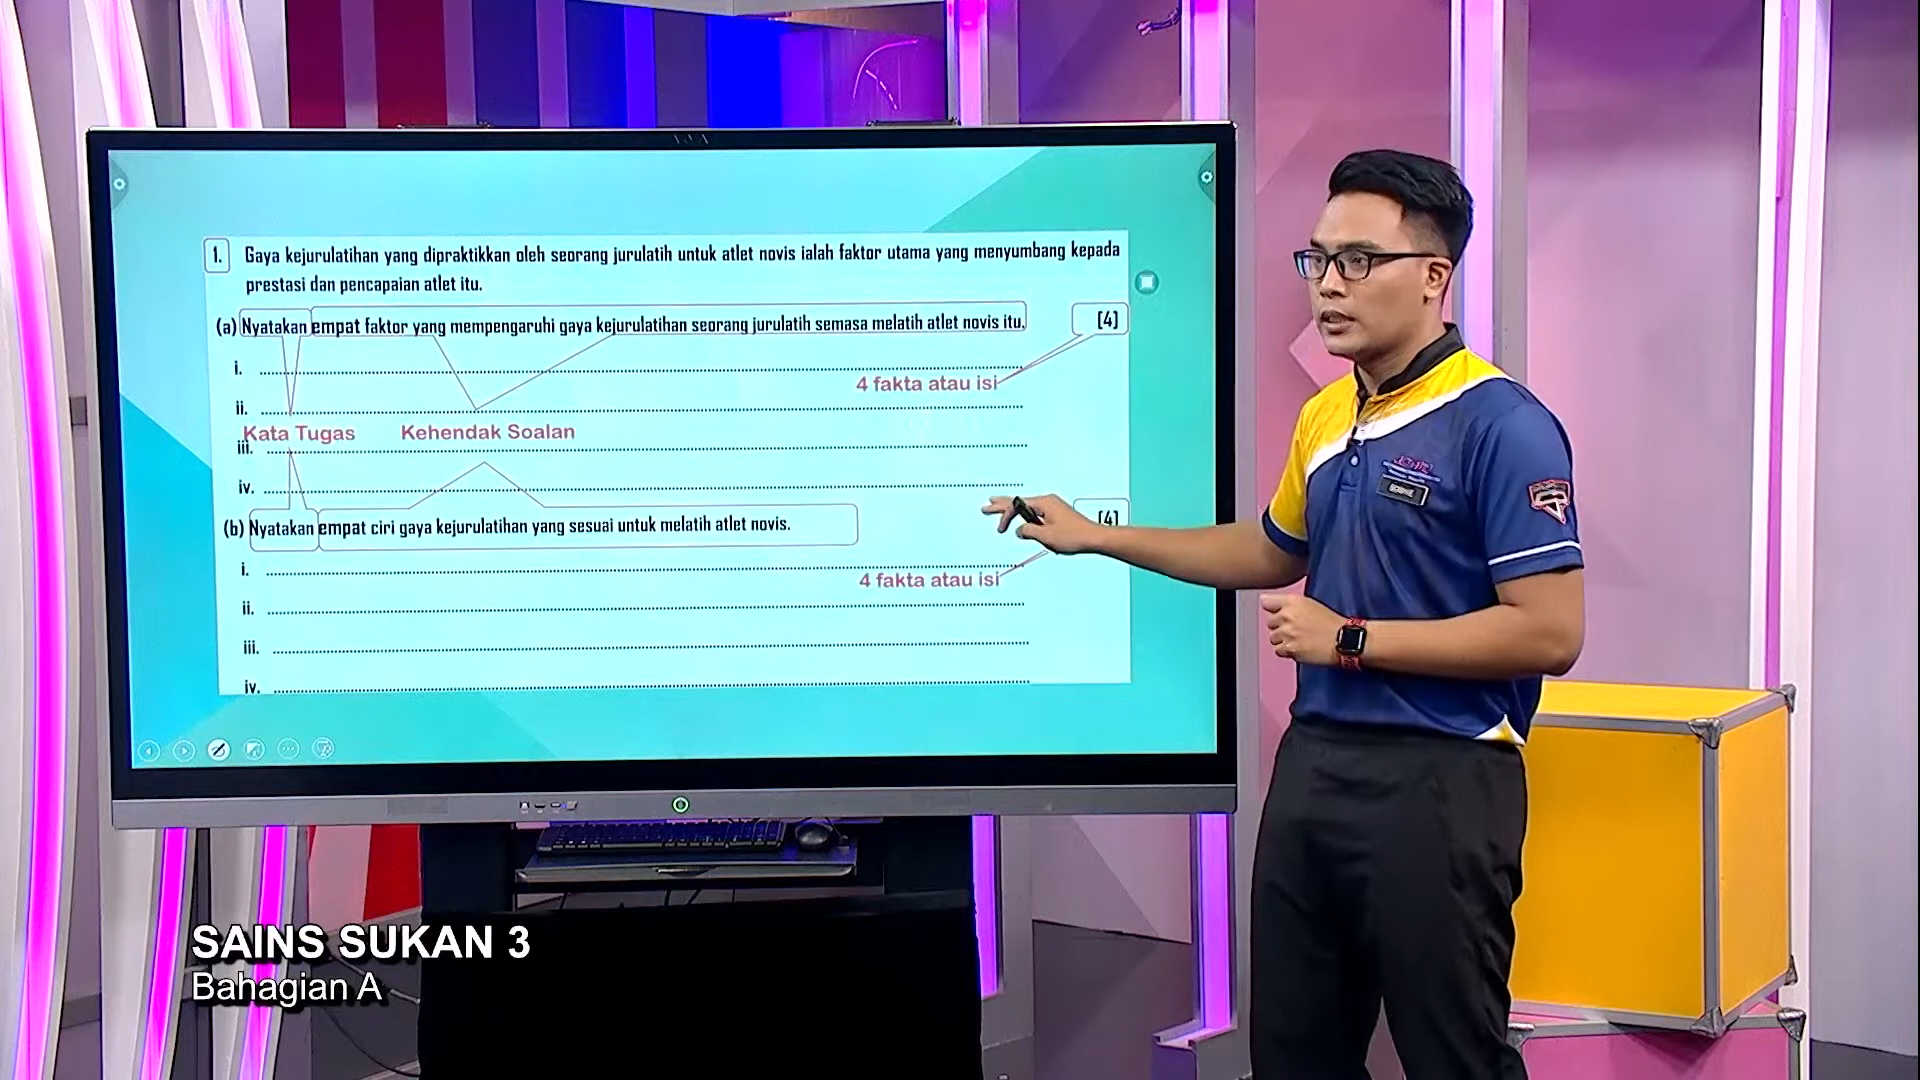 1. Gaya kejurulatihan yang dipraktikkan oleh seorang jurulatih untuk atlet novis ialah faktor utama yang menyumbang kepada
prestasi dan pencapaian atlet itu.
(a) Nyatakan empat faktor yang mempengaruhi gaya kejurulatihan seorang jurulatih semasa melatih atlet novis itu. [4]
i.
4 fakta atau isi
ii.
Kata Tugas Kehendak Soalan
iii.
iv.
(b) Nyatakan empat ciri gaya kejurulatihan yang sesuai untuk melatih atlet novis. [4]
i.
4 fakta atau isi
ii.
iii.
iv.
SAINS SUKAN 3
Bahagian A